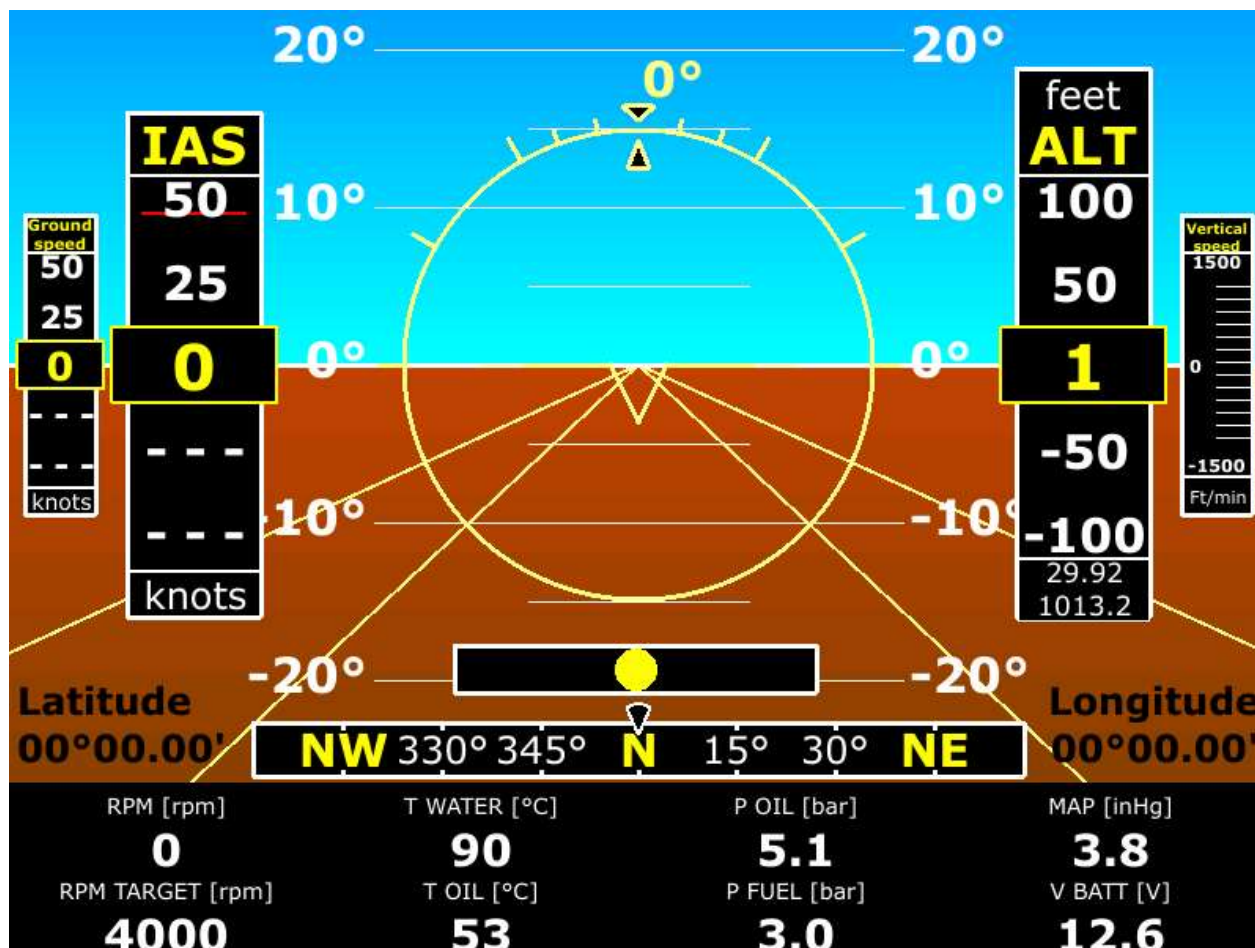 20°
20°
0°
feet
IAS
ALT
50
10°
10°
100
Ground
speed
Vertical
speed
50
1500
25
50
25
0
0
0°
0°
1
0
- - -
- - -
-50
- - -
-1500
knots
Ft/min
-10°
-10°
- - -
-100
29.92
knots
1013.2
-20°
-20°
Latitude
Longitude
00°00.00'
NW 330° 345° N 15° 30° NE
00°00.00'
RPM [rpm]
T WATER [°C]
P OIL [bar]
MAP [inHg]
0
90
5.1
3.8
RPM TARGET [rpm]
T OIL [°C]
P FUEL [bar]
V BATT [V]
4000
53
3.0
12.6